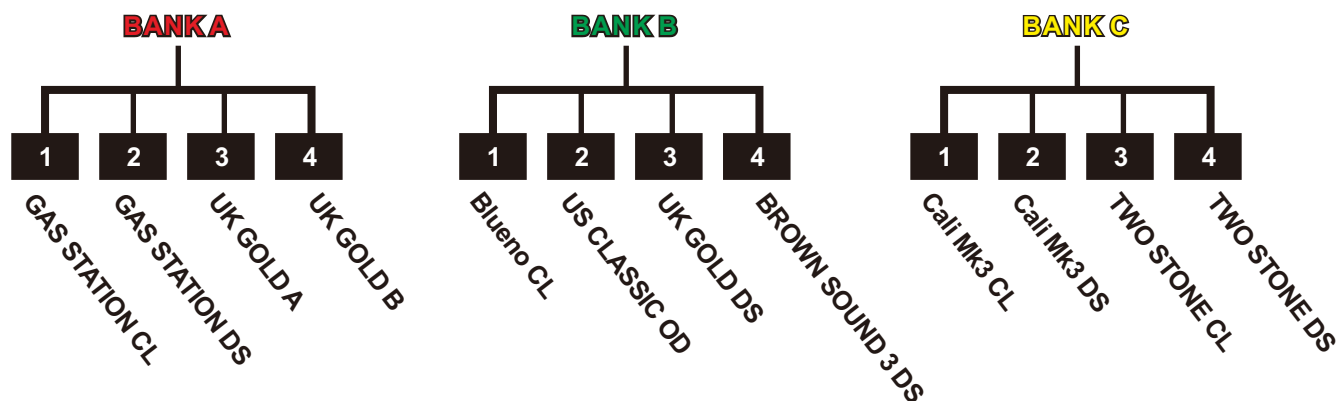 BANK A
1
2
3
4
GAS STATION CL
GAS STATION DS
UK GOLD A
UK GOLD B
BANK B
1
2
3
4
Blueno CL
US CLASSIC OD
UK GOLD DS
BROWN SOUND 3 DS
BANK C
1
2
3
4
Cali Mk3 CL
Cali Mk3 DS
TWO STONE CL
TWO STONE DS